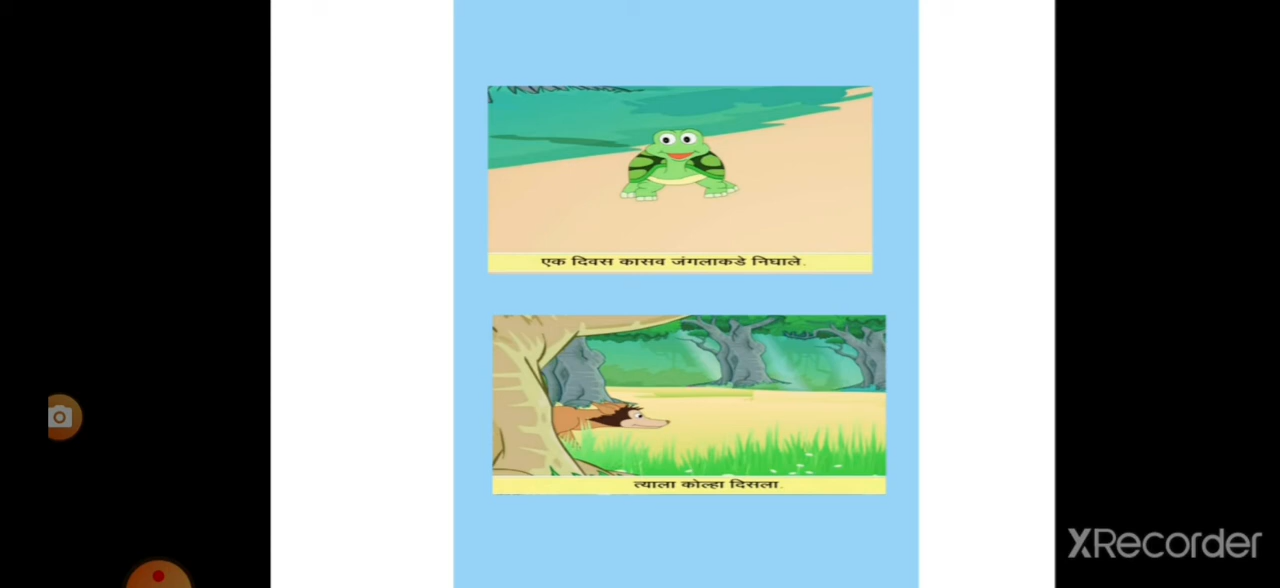 एक दिवस कासव जंगलाकडे निघाले.
त्याला कोल्हा दिसला.
XRecorder